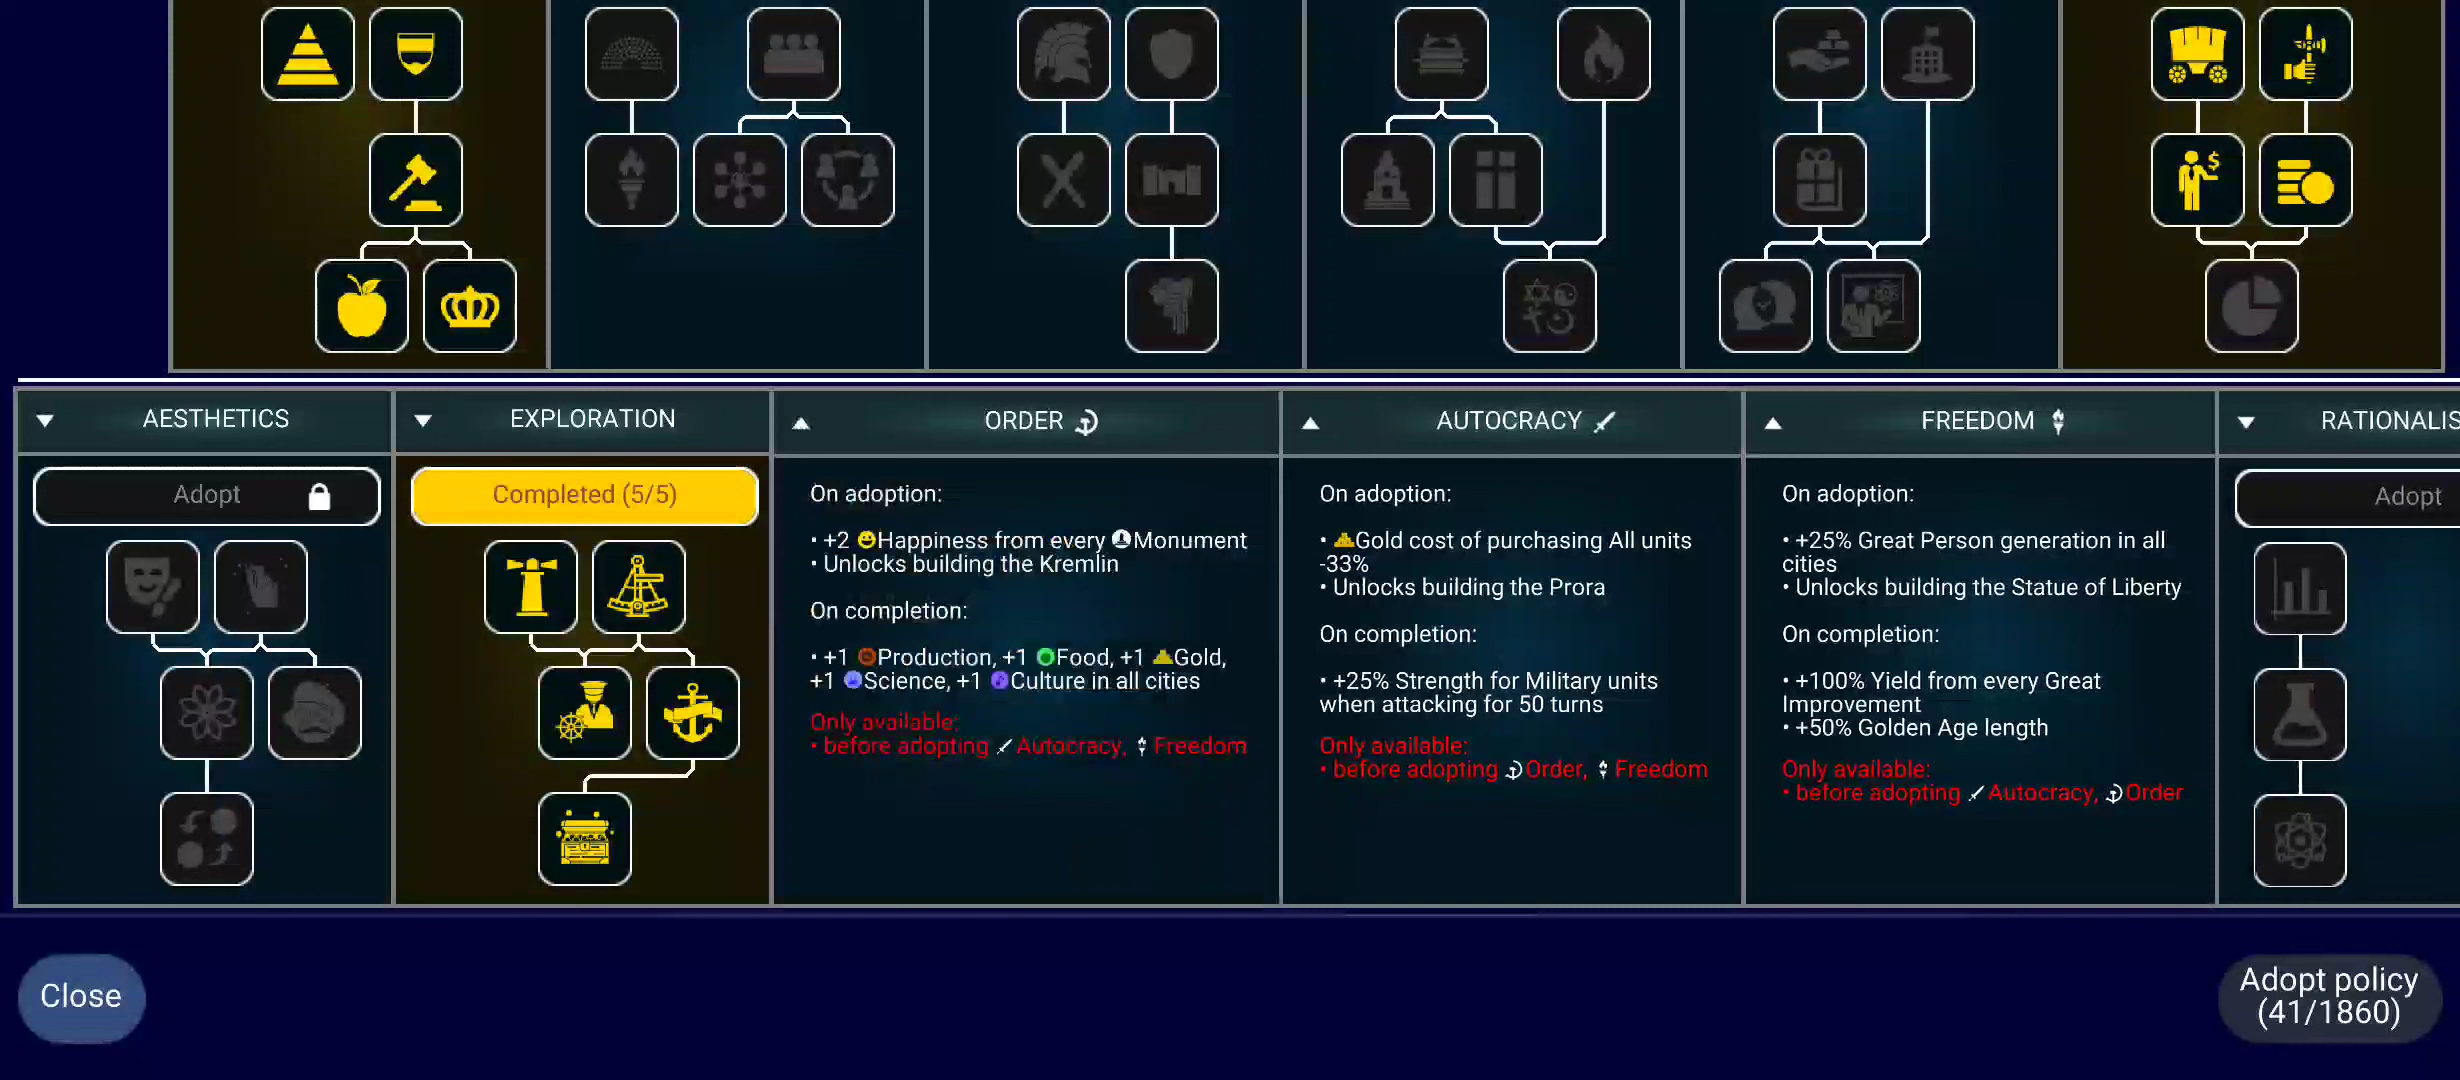 AESTHETICS
Adopt
EXPLORATION
Completed (5/5)
ORDER
On adoption:
• +2 Happiness from every Monument
• Unlocks building the Kremlin
On completion:
• +1 Production, +1 Food, +1 Gold,
+1 Science, +1 Culture in all cities
Only available:
• before adopting Autocracy, Freedom
AUTOCRACY
On adoption:
• Gold cost of purchasing All units
-33%
• Unlocks building the Prora
On completion:
• +25% Strength for Military units
when attacking for 50 turns
Only available:
• before adopting Order, Freedom
FREEDOM
On adoption:
• +25% Great Person generation in all
cities
• Unlocks building the Statue of Liberty
On completion:
• +100% Yield from every Great
Improvement
• +50% Golden Age length
Only available:
• before adopting Autocracy, Order
RATIONALIS
Adopt
Close
Adopt policy
(41/1860)